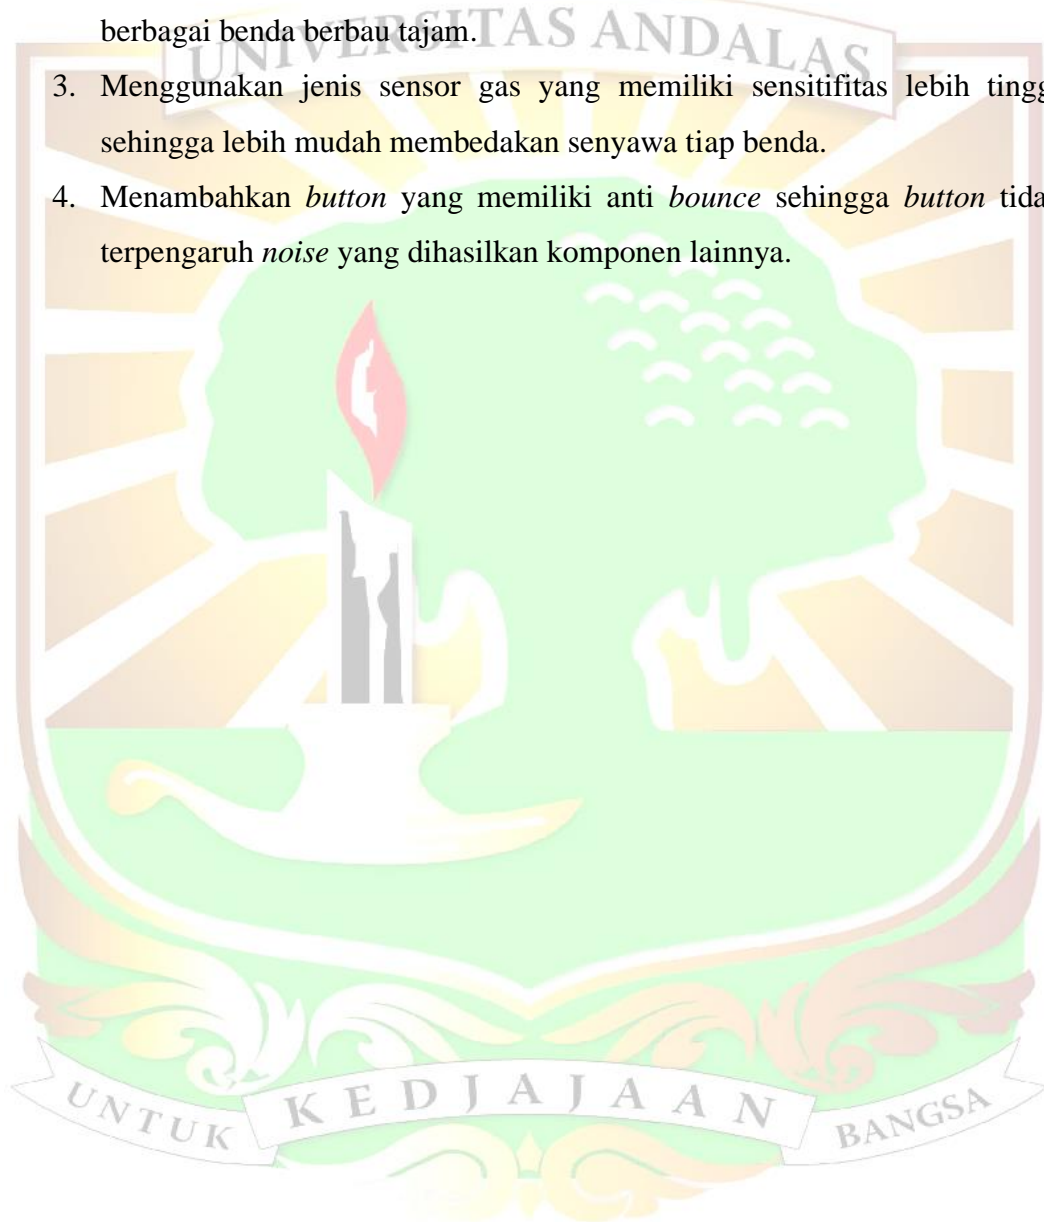 berbagai benda berbau tajam.
UNIVERSITAS ANDALAS
3. Menggunakan jenis sensor gas yang memiliki sensitifitas lebih tingg
sehingga lebih mudah membedakan senyawa tiap benda.
4. Menambahkan button yang memiliki anti bounce sehingga button tida
terpengaruh noise yang dihasilkan komponen lainnya.
UNTUK KEDJAJAAN BANGSA